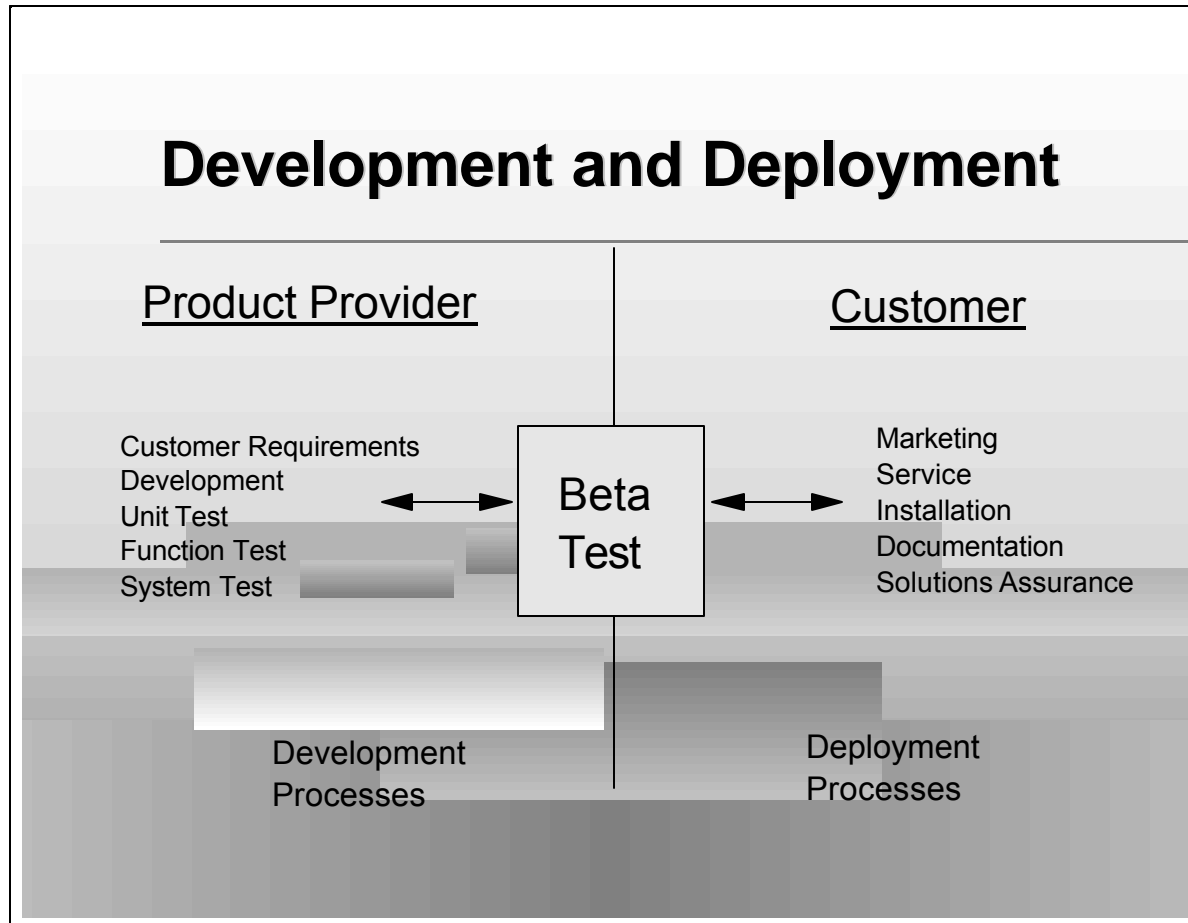 Development and Deployment
Product Provider
Customer Requirements
Development
Unit Test
Function Test
System Test
Beta
Test
Customer
Marketing
Service
Installation
Documentation
Solutions Assurance
Development
Processes
Deployment
Processes